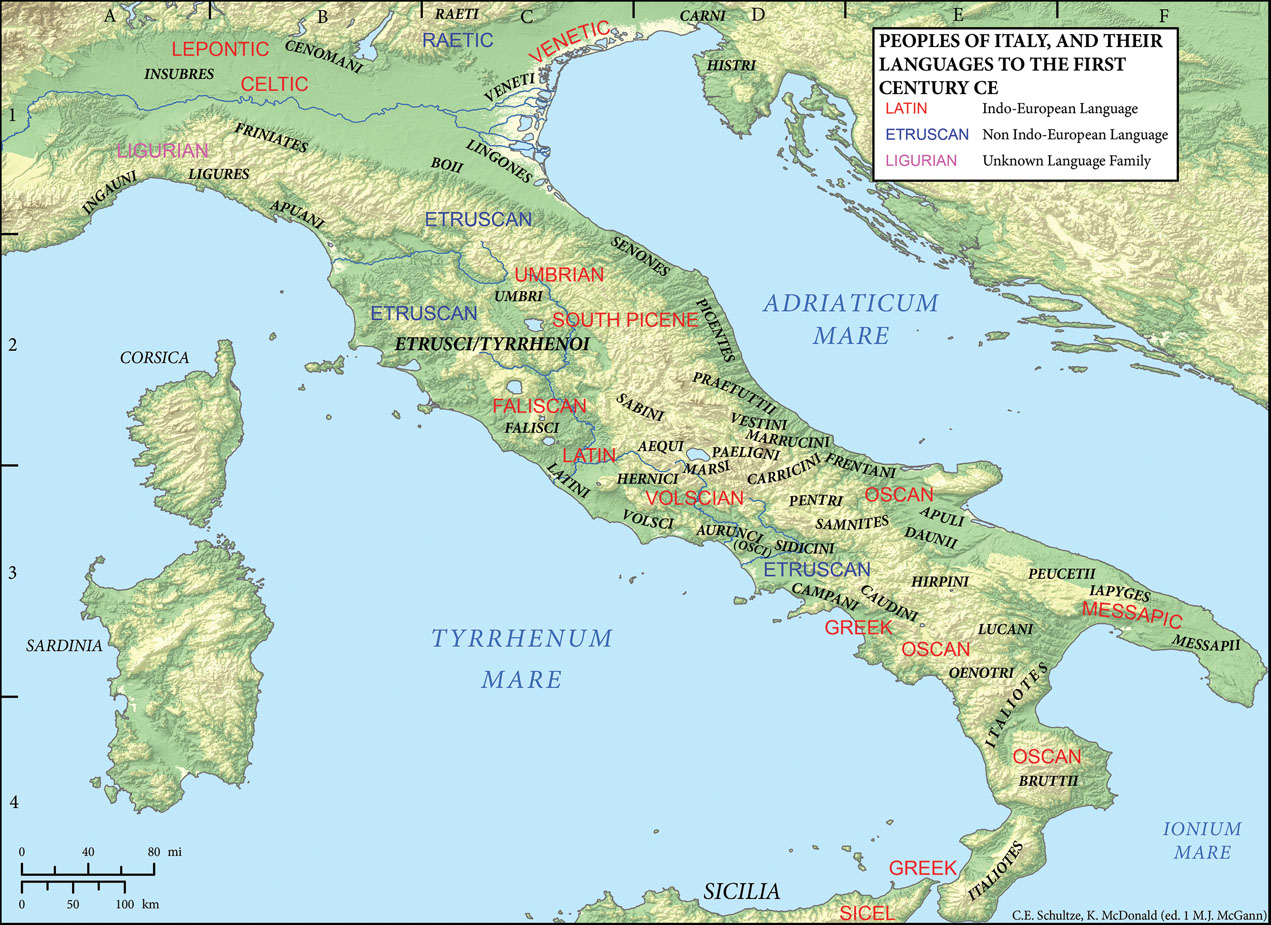 A
B
C
D
E
F
1
2
3
4
PEOPLES OF ITALY, AND THEIR
LANGUAGES TO THE FIRST
CENTURY CE
LATIN Indo-European Language
ETRUSCAN Non Indo-European Language
LIGURIAN Unknown Language Family
RAETI
CARNI
RAETIC
VENETIC
LEPONTIC
CENOMANI
INSUBRES
CELTIC
HISTRI
VENETI
FRINIATES
LIGURIAN
LINGONES
BOII
LIGURES
INGAUNI
APUANI
ETRUSCAN
SENONES
UMBRIAN
UMBRI
ETRUSCAN
SOUTH PICENE
PICENTES
ADRIATICUM
MARE
ETRUSCI/TYRRHENOI
CORSICA
PRAETUTTII
FALISCAN
SABINI
FALISCI
VESTINI
MARRUCINI
AEQUI
PAELIGNI
LATIN
MARSI
CARRICINI
FRENTANI
LATINI
HERNICI
VOLSCIAN
PENTRI
OSCAN
VOLSCI
SAMNITES
APULI
AURUNCI
(OSCI)
SIDICINI
DAUNII
ETRUSCAN
HIRPINI
PEUCETII
CAMPANI
CAUDINI
IAPYGES
MESSAPIC
GREEK
LUCANI
MESSAPII
SARDINIA
TYRRHENUM
MARE
OSCAN
OENOTRI
ITALIOTES
OSCAN
BRUTTII
IONIUM
MARE
0 40 80 mi
0 50 100 km
GREEK
ITALIOTES
SICILIA
SICEL
C.E. Schultze, K. McDonald (ed. 1 M.J. McGann)